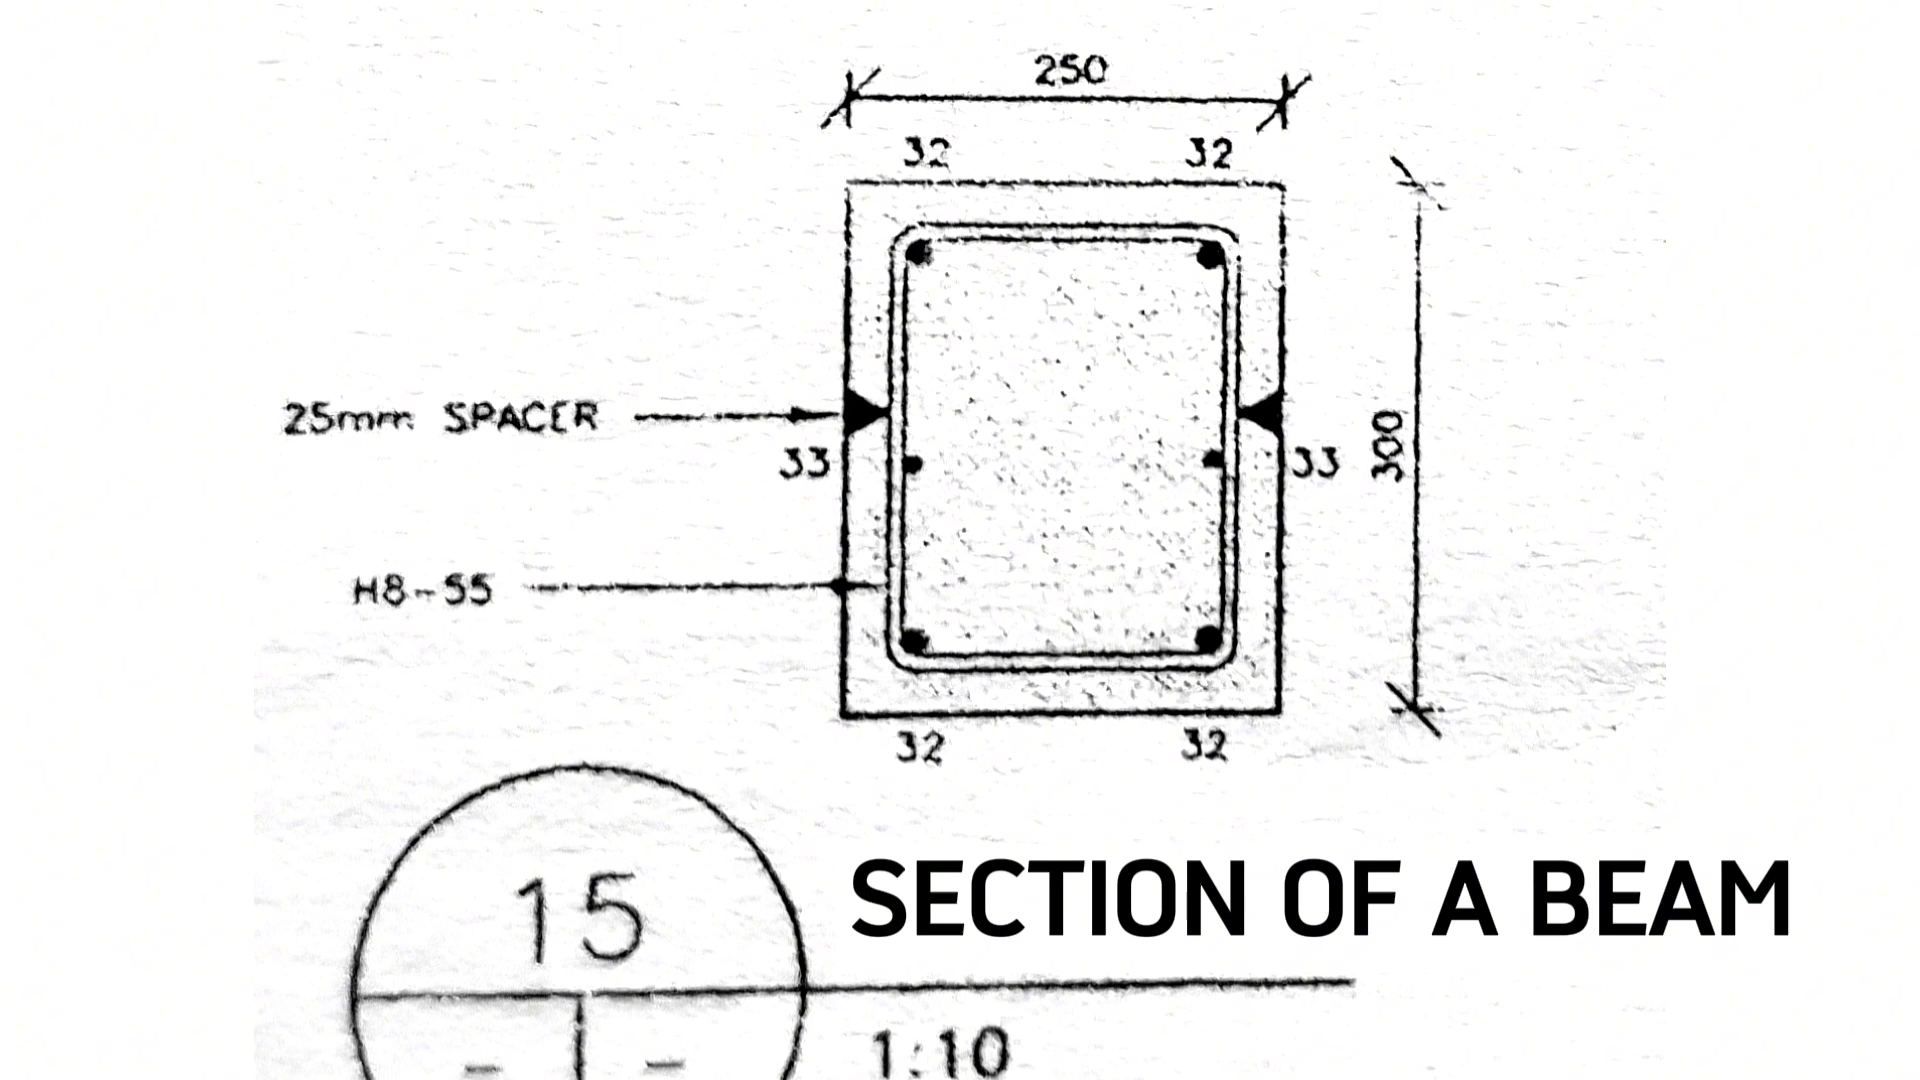 250
32 32
25mm SPACER
33 33
300
H8-55
32 32
15
SECTION OF A BEAM
- -
1:10